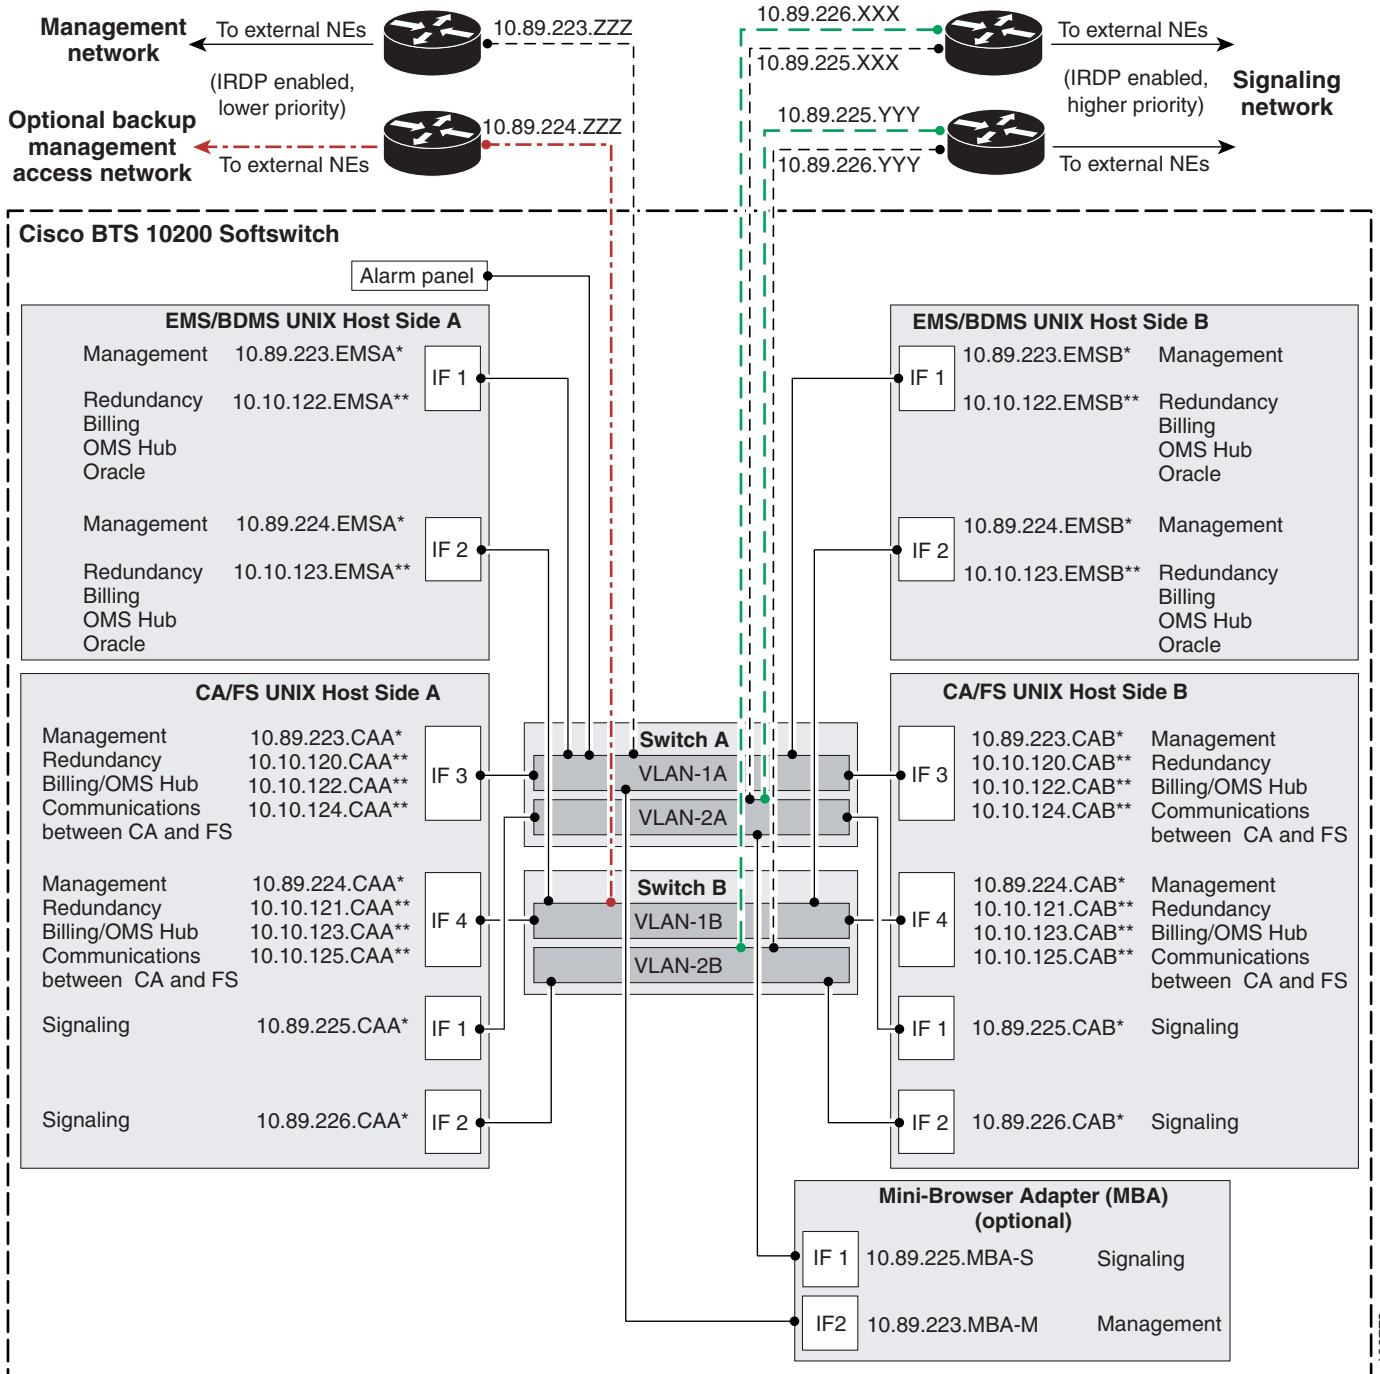 Management
network
To external NEs
(IRDP enabled,
lower priority)
10.89.223.ZZZ
Optional backup
management
access network
To external NEs
10.89.224.ZZZ
10.89.226.XXX
10.89.225.XXX
To external NEs
(IRDP enabled,
higher priority)
Signaling
network
10.89.225.YYY
10.89.226.YYY
To external NEs
Cisco BTS 10200 Softswitch
Alarm panel
EMS/BDMS UNIX Host Side A
Management 10.89.223.EMSA*
IF 1
Redundancy 10.10.122.EMSA**
Billing
OMS Hub
Oracle
Management 10.89.224.EMSA*
IF 2
Redundancy 10.10.123.EMSA**
Billing
OMS Hub
Oracle
EMS/BDMS UNIX Host Side B
10.89.223.EMSB* Management
IF 1
10.10.122.EMSB** Redundancy
Billing
OMS Hub
Oracle
10.89.224.EMSB* Management
IF 2
10.10.123.EMSB** Redundancy
Billing
OMS Hub
Oracle
CA/FS UNIX Host Side A
Management 10.89.223.CAA*
Redundancy 10.10.120.CAA**
Billing/OMS Hub 10.10.122.CAA**
Communications 10.10.124.CAA**
between CA and FS
IF 3
Management 10.89.224.CAA*
Redundancy 10.10.121.CAA**
Billing/OMS Hub 10.10.123.CAA**
Communications 10.10.125.CAA**
between CA and FS
IF 4
Signaling 10.89.225.CAA*
IF 1
Signaling 10.89.226.CAA*
IF 2
Switch A
VLAN-1A
VLAN-2A
Switch B
VLAN-1B
VLAN-2B
CA/FS UNIX Host Side B
IF 3
10.89.223.CAB* Management
10.10.120.CAB** Redundancy
10.10.122.CAB** Billing/OMS Hub
10.10.124.CAB** Communications
between CA and FS
IF 4
10.89.224.CAB* Management
10.10.121.CAB** Redundancy
10.10.123.CAB** Billing/OMS Hub
10.10.125.CAB** Communications
between CA and FS
IF 1
10.89.225.CAB* Signaling
IF 2
10.89.226.CAB* Signaling
Mini-Browser Adapter (MBA)
(optional)
IF 1
10.89.225.MBA-S Signaling
IF2
10.89.223.MBA-M Management